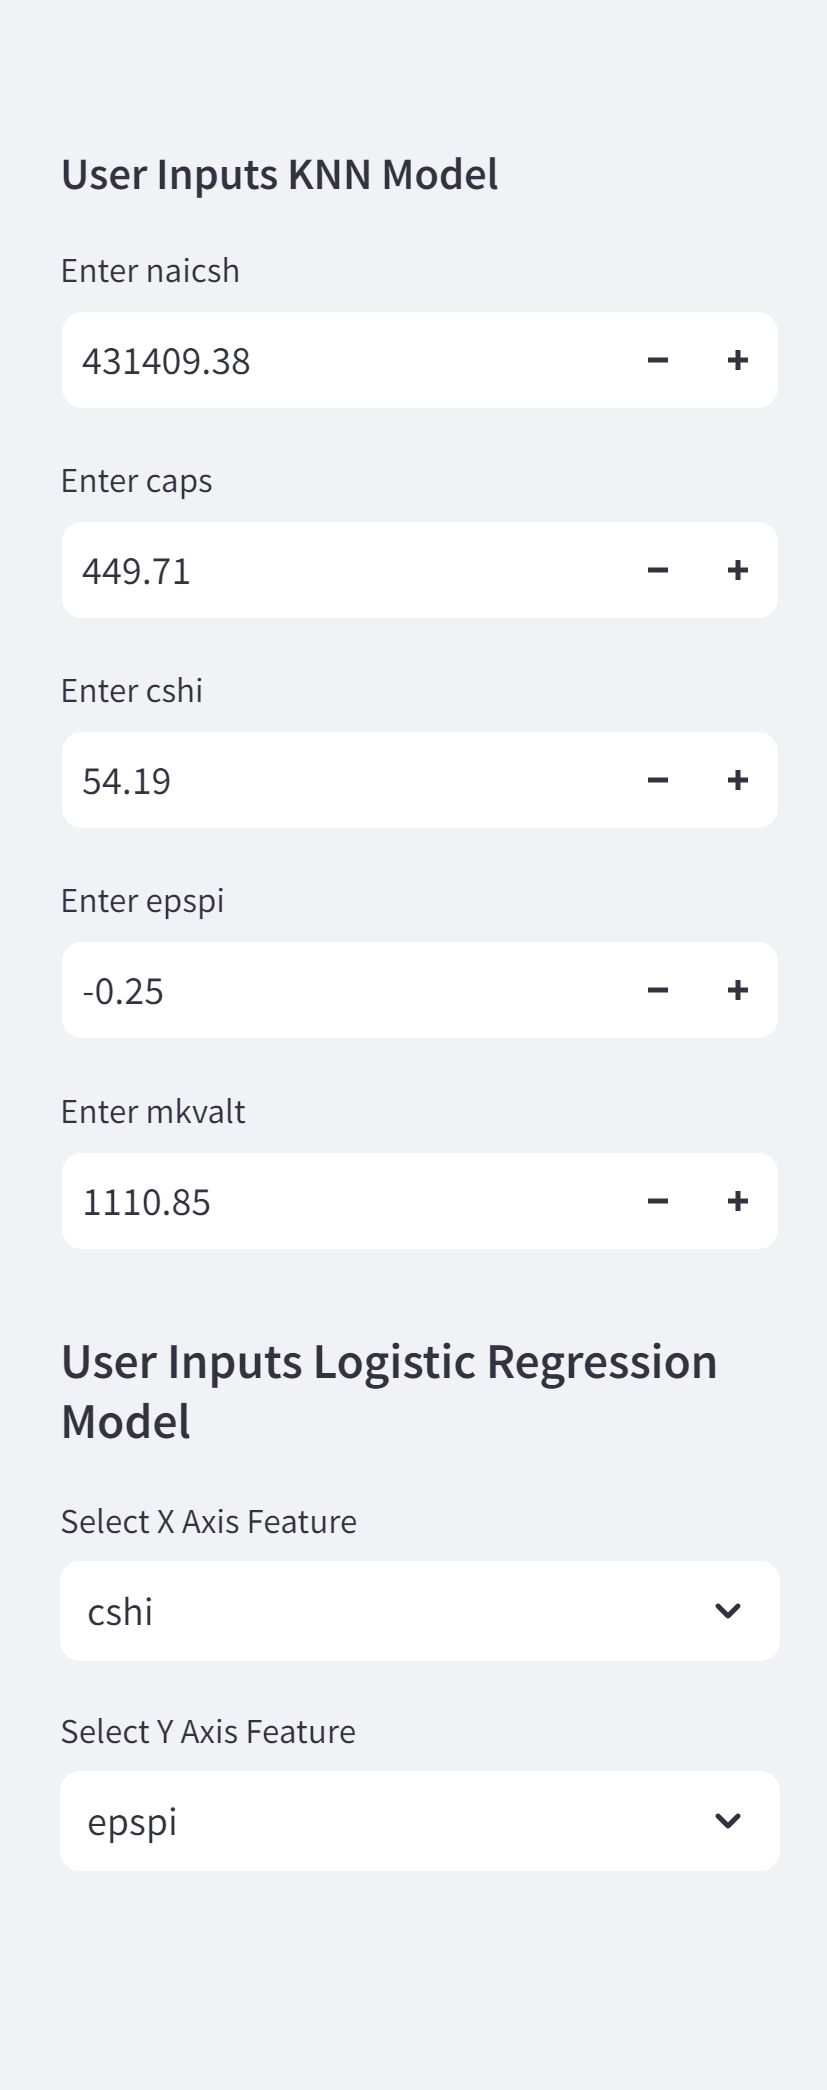 User Inputs KNN Model
Enter naicsh
431409.38
Enter caps
449.71
Enter cshi
54.19
Enter epspi
-0.25
Enter mkvalt
1110.85
User Inputs Logistic Regression
Model
Select X Axis Feature
cshi
Select Y Axis Feature
epspi